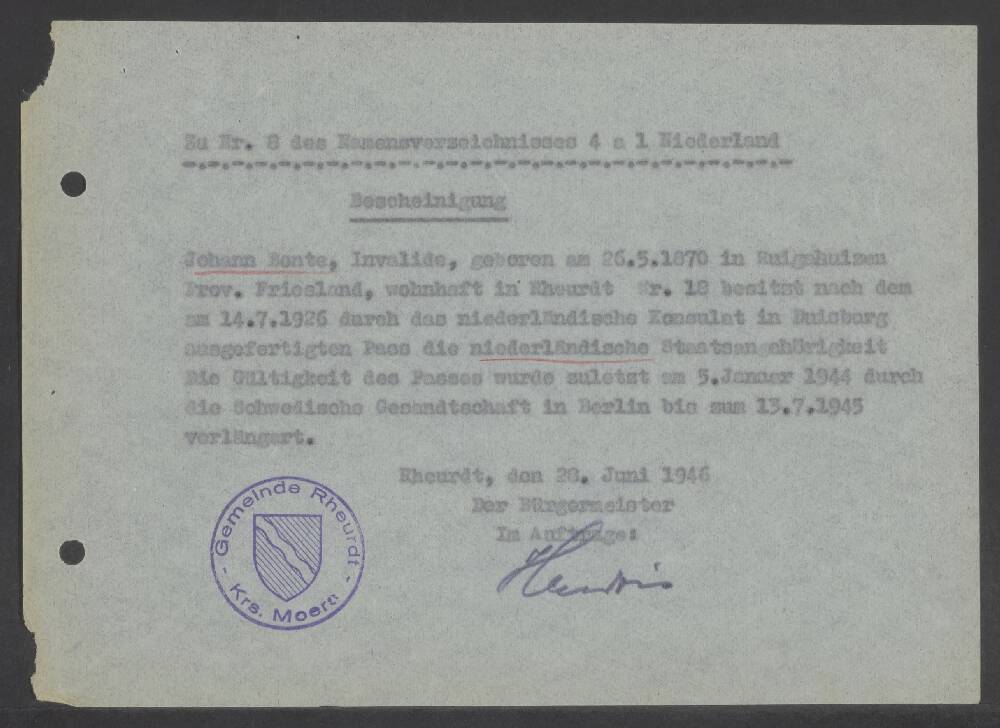 Zu Nr. 8 des Namensverzeichnisses 4 a 1 Niederland
Bescheinigung
Johann Bonte, Invalide, geboren am 26.5.1870 in Ruigehuizen
Prov. Friesland, wohnhaft in Rheurdt Nr. 18 besitzt nach dem
am 14.7.1926 durch das niederländische Konsulat in Duisburg
ausgefertigten Pass die niederländische Staatsangehörigkeit
Die Gültigkeit des Passes wurde zuletzt am 5.Januar 1944 durch
die Schwedische Gesandtschaft in Berlin bis zum 13.7.1945
verlängert.
Rheurdt, den 28. Juni 1946
Der Bürgermeister
Im Auftrage:
Gemeinde Rheurdt
- Krs. Moers -